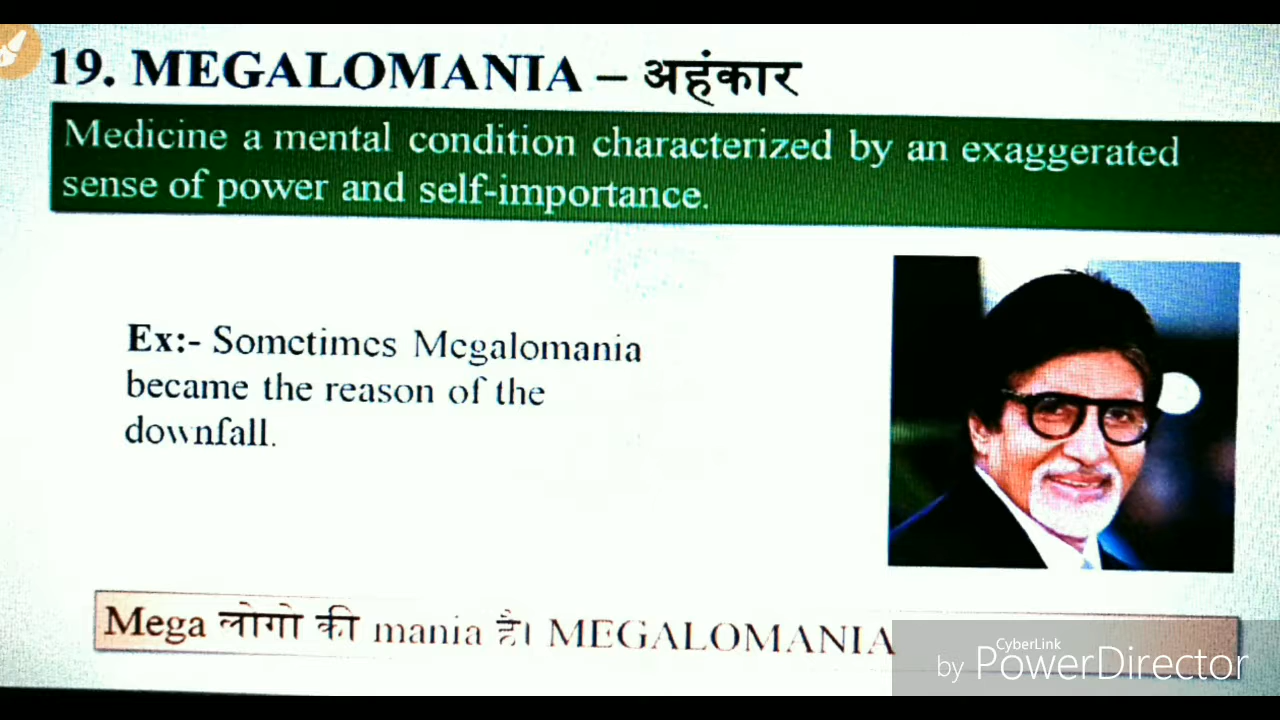 19. MEGALOMANIA – अहंकार
Medicine a mental condition characterized by an exaggerated
sense of power and self-importance.
Ex:- Sometimes Megalomania
became the reason of the
downfall.
Mega लोगो की mania है। MEGALOMANIA
CyberLink
by PowerDirector